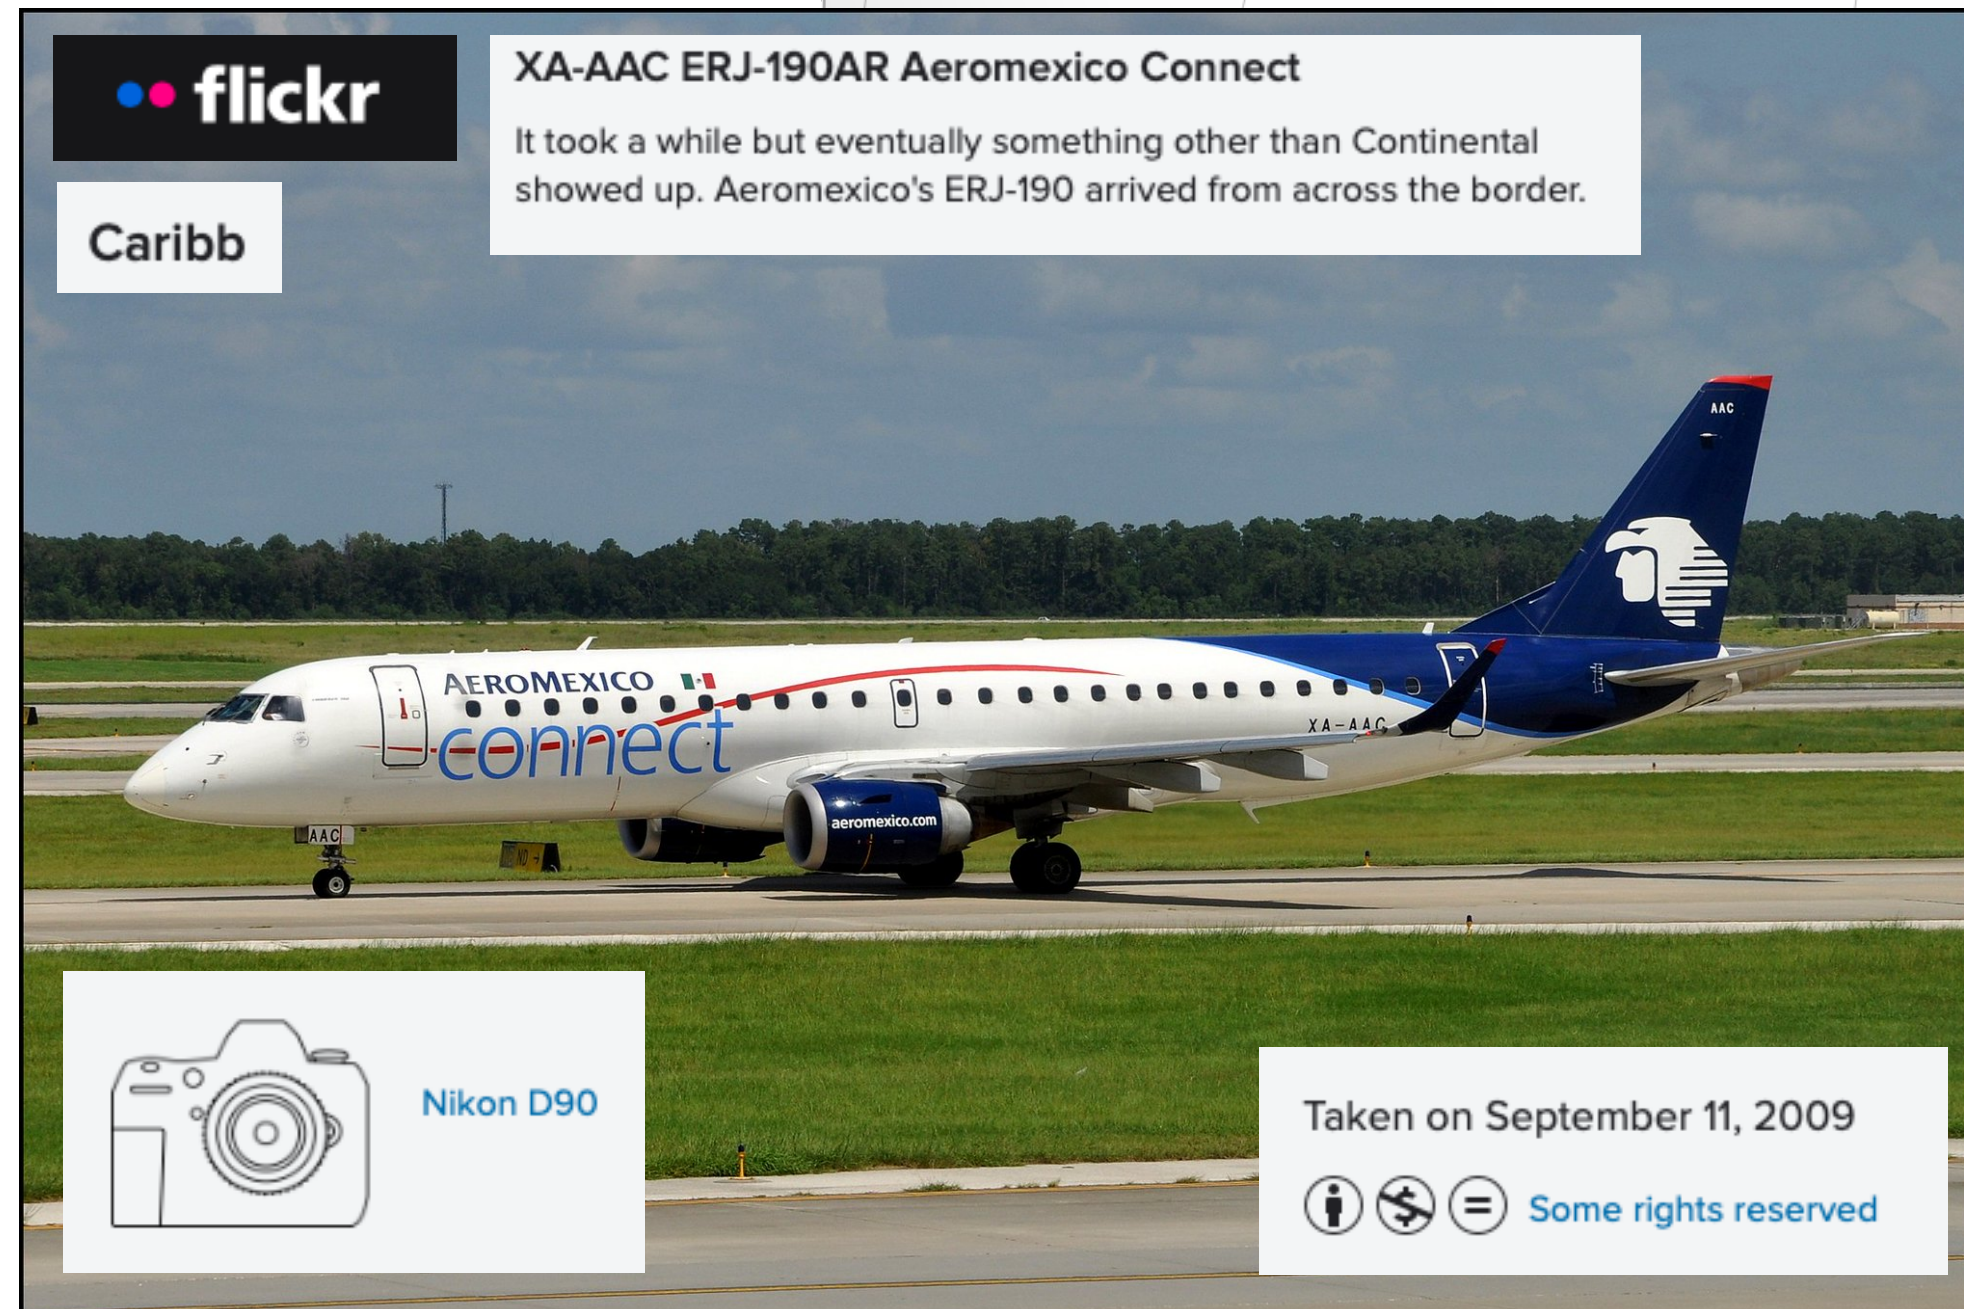 flickr
XA-AAC ERJ-190AR Aeromexico Connect
It took a while but eventually something other than Continental
showed up. Aeromexico's ERJ-190 arrived from across the border.
Caribb
AAC
AEROMEXICO
connect
XA-AAC
aeromexico.com
AAC
ND →
Nikon D90
Taken on September 11, 2009
Some rights reserved